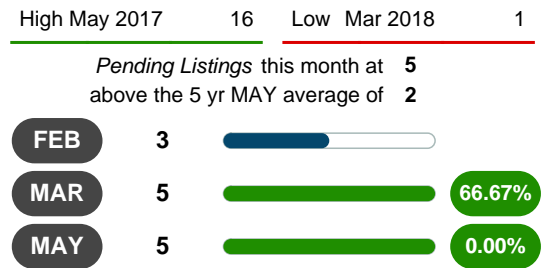 High May 2017 16 Low Mar 2018 1
Pending Listings this month at 5
above the 5 yr MAY average of 2
FEB 3
MAR 5 66.67%
MAY 5 0.00%